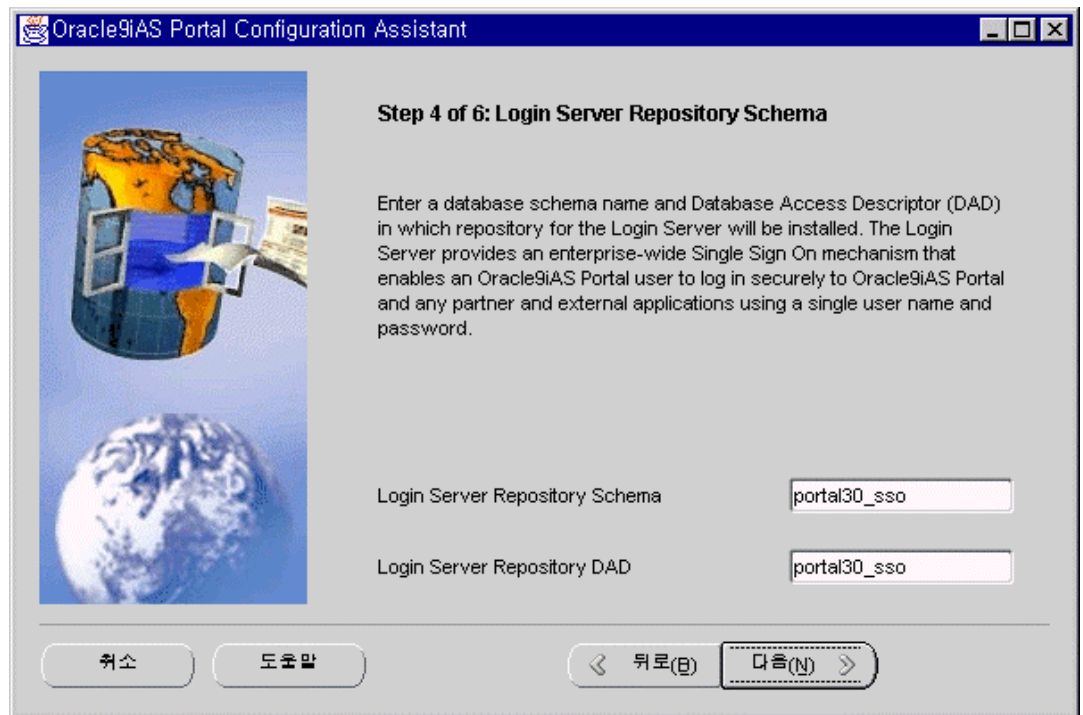 Oracle9iAS Portal Configuration Assistant
Step 4 of 6: Login Server Repository Schema
Enter a database schema name and Database Access Descriptor (DAD)
in which repository for the Login Server will be installed. The Login
Server provides an enterprise-wide Single Sign On mechanism that
enables an Oracle9iAS Portal user to log in securely to Oracle9iAS Portal
and any partner and external applications using a single user name and
password.
Login Server Repository Schema portal30_sso
Login Server Repository DAD portal30_sso
취소 도움말 뒤로(B) 다음(N)